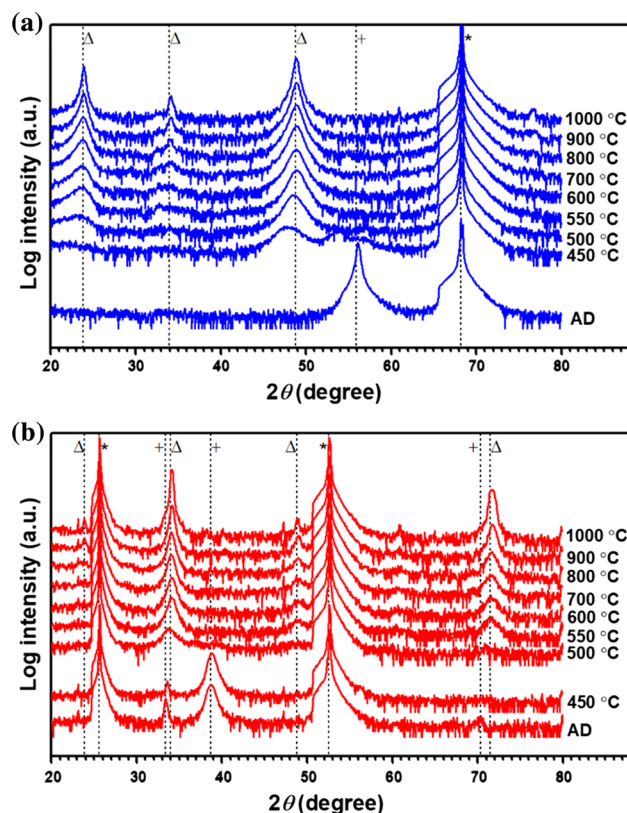 (a)
Log intensity (a.u.)
Δ Δ Δ + *
1000 °C
900 °C
800 °C
700 °C
600 °C
550 °C
500 °C
450 °C
AD
20 30 40 50 60 70 80
2θ (degree)
(b)
Log intensity (a.u.)
Δ * + Δ + Δ * + Δ
1000 °C
900 °C
800 °C
700 °C
600 °C
550 °C
500 °C
450 °C
AD
20 30 40 50 60 70 80
2θ (degree)